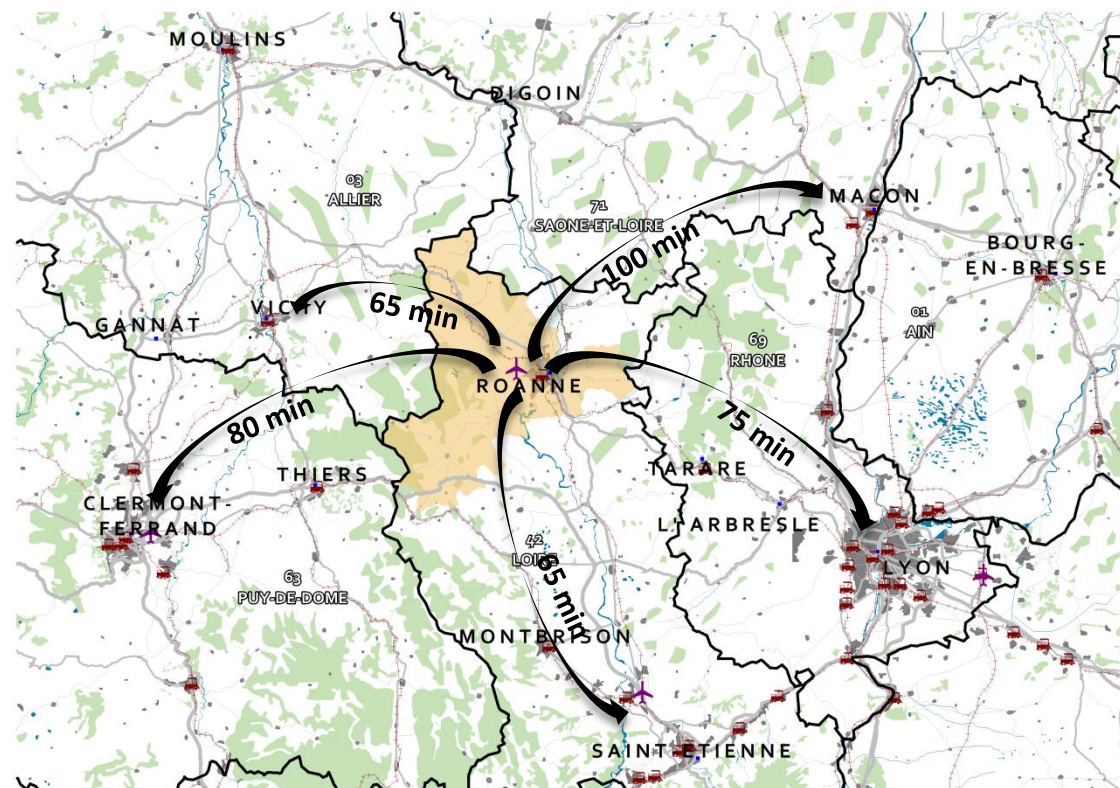 MOULINS
DIGOIN
03
ALLIER
71
SAONE-ET-LOIRE
MACON
100 min
BOURG-
EN-BRESSE
65 min
VICHY
GANNAT
01
AIN
69
RHONE
ROANNE
80 min
75 min
THIERS
TARARE
CLERMONT-
FERRAND
L'ARBRESLE
42
LOIRE
min
LYON
63
PUY-DE-DOME
MONTBRISON
SAINT-ETIENNE